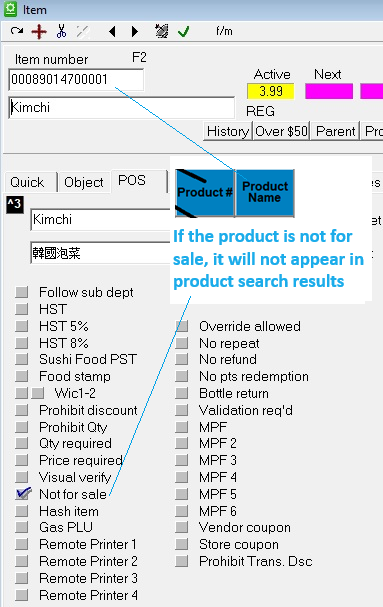 Item
f/m
Item number F2
00089014700001
Active Next
3.99
Kimchi
REG
History Over $50 Parent Pro
Quick Object POS
^3
Kimchi
韓國泡菜
Product # Product Name
If the product is not for
sale, it will not appear in
product search results
Follow sub dept
HST
HST 5% Override allowed
HST 8% No repeat
Sushi Food PST No refund
Food stamp No pts redemption
Wic1-2 Bottle return
Prohibit discount Validation req'd
Prohibit Qty MPF
Qty required MPF 2
Price required MPF 3
Visual verify MPF 4
Not for sale MPF 5
Hash item MPF 6
Gas PLU Vendor coupon
Remote Printer 1 Store coupon
Remote Printer 2 Prohibit Trans. Dsc
Remote Printer 3
Remote Printer 4